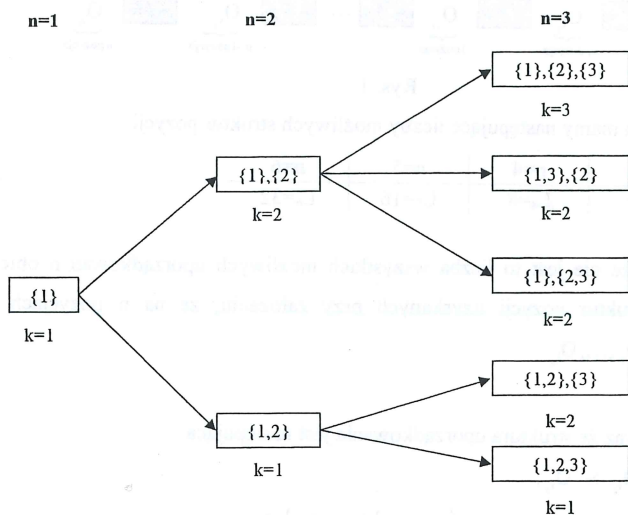 n=1
n=2
n=3
{1},{2},{3}
k=3
{1},{2}
k=2
{1,3},{2}
k=2
{1},{2,3}
k=2
{1}
k=1
{1,2},{3}
k=2
{1,2}
k=1
{1,2,3}
k=1